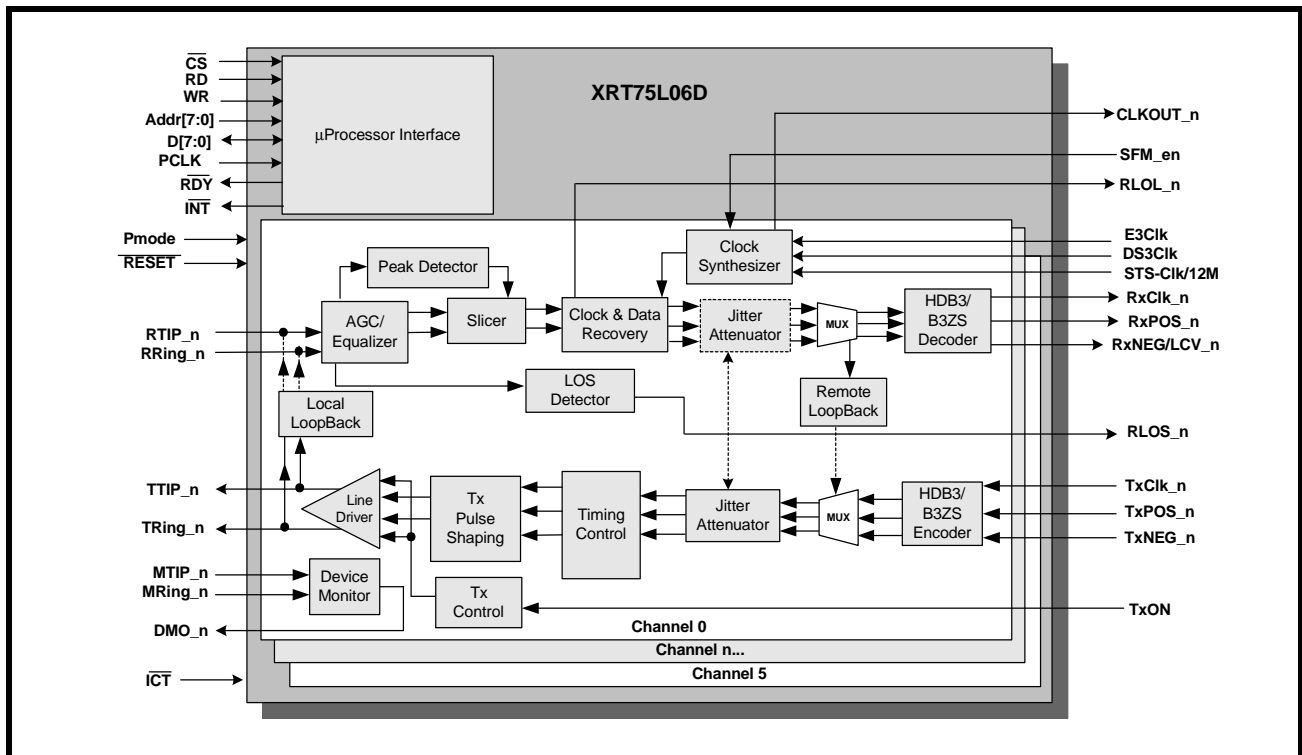 XRT75L06D
CS
RD
WR
Addr[7:0]
D[7:0]
PCLK
RDY
INT
Pmode
RESET
µProcessor Interface
CLKOUT_n
SFM_en
RLOL_n
E3Clk
DS3Clk
STS-Clk/12M
RxClk_n
RxPOS_n
RxNEG/LCV_n
RTIP_n
RRing_n
Peak Detector
AGC/
Equalizer
Slicer
Clock & Data
Recovery
Clock
Synthesizer
Jitter
Attenuator
MUX
HDB3/
B3ZS
Decoder
LOS
Detector
Remote
LoopBack
Local
LoopBack
RLOS_n
TTIP_n
TRing_n
MTIP_n
MRing_n
DMO_n
ICT
Line
Driver
Tx
Pulse
Shaping
Timing
Control
Jitter
Attenuator
MUX
HDB3/
B3ZS
Encoder
TxClk_n
TxPOS_n
TxNEG_n
Device
Monitor
Tx
Control
TxON
Channel 0
Channel n...
Channel 5